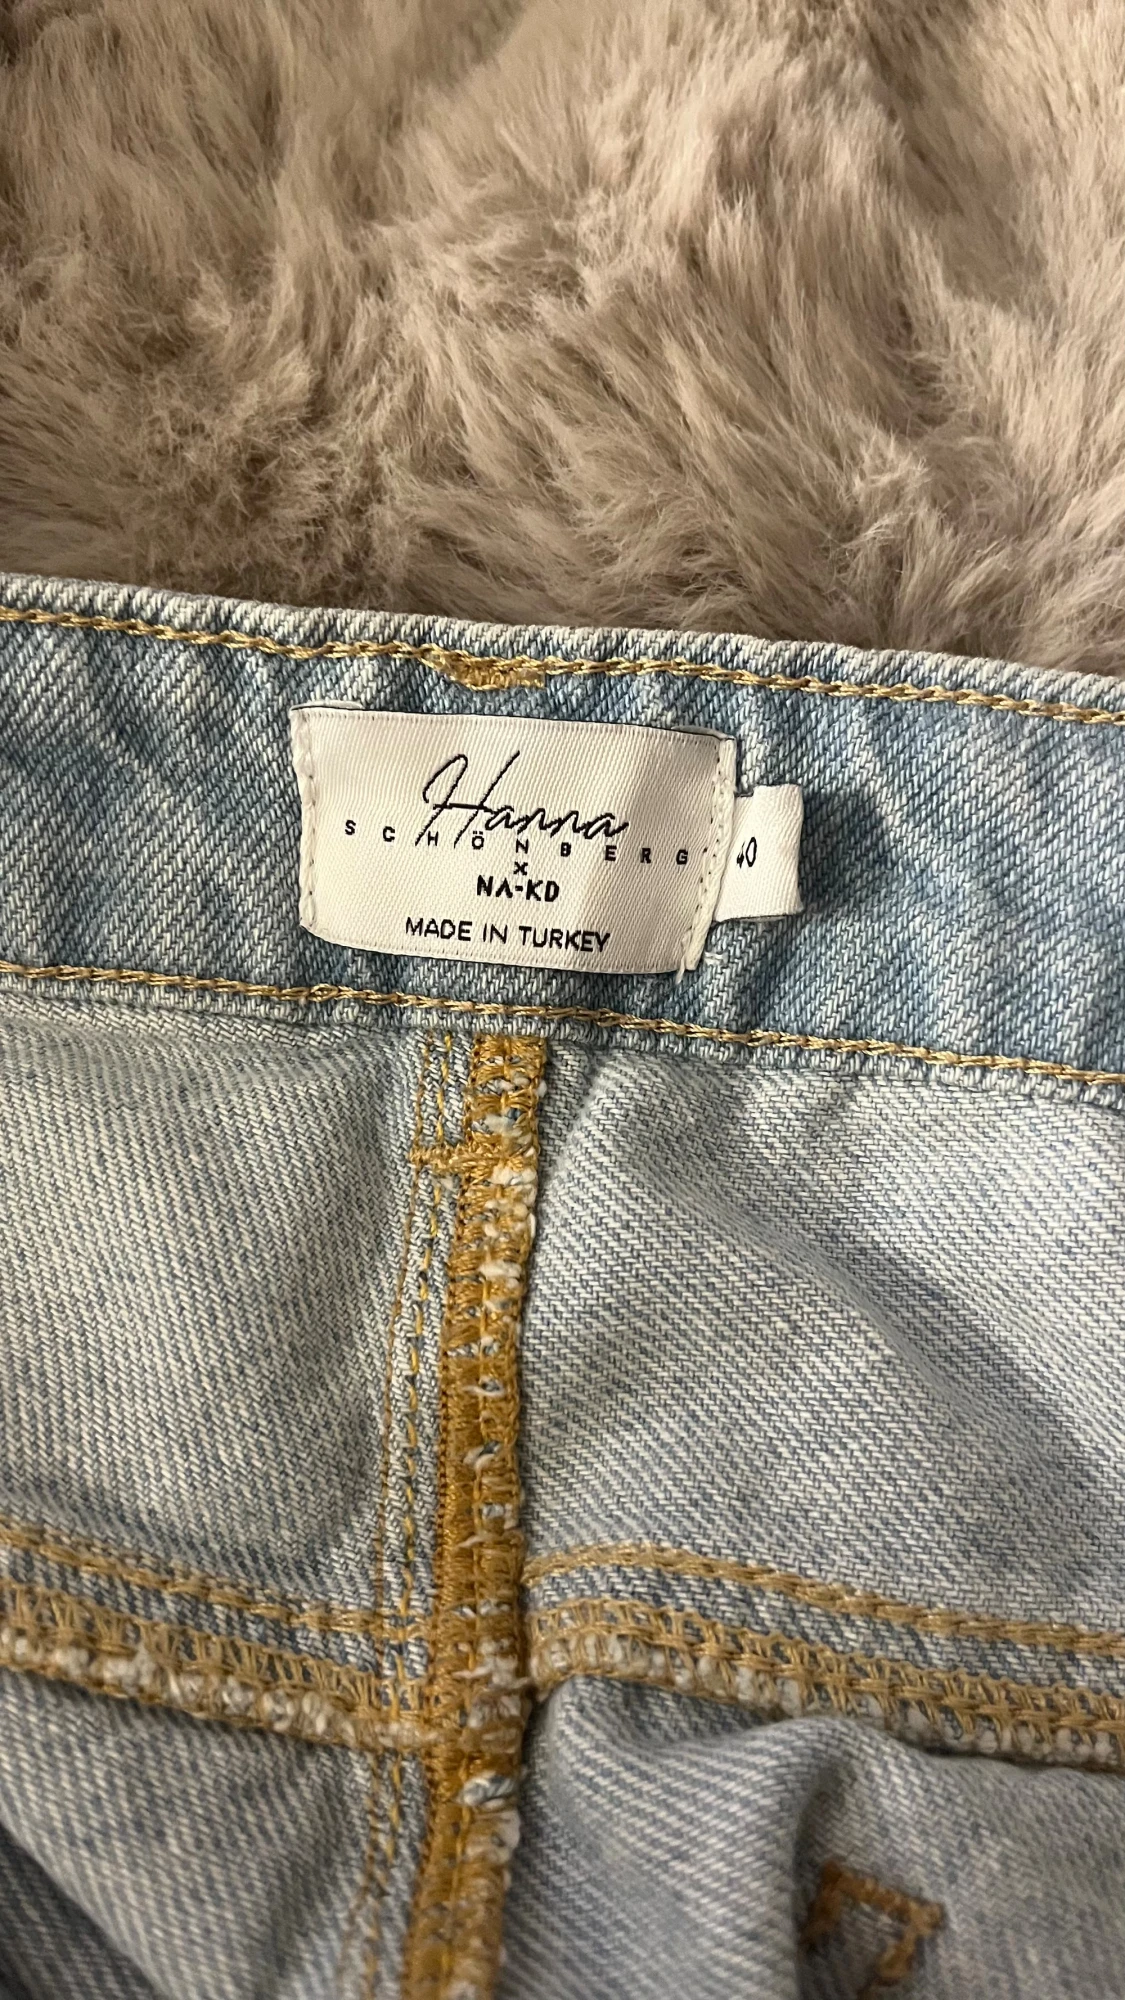 Hanna
SCHÖNBERG
x
NA-KD
MADE IN TURKEY
40